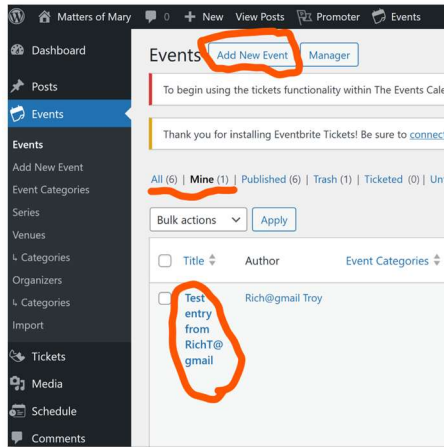 Matters of Mary 0 + New View Posts Promoter Events
Dashboard
Posts
Events
Events
Add New Event
Event Categories
Series
Venues
↳ Categories
Organizers
↳ Categories
Import
Tickets
Media
Schedule
Comments
Events Add New Event Manager
To begin using the tickets functionality within The Events Cale
Thank you for installing Eventbrite Tickets! Be sure to connec
All (6) | Mine (1) | Published (6) | Trash (1) | Ticketed (0) | Un
Bulk actions Apply
Title Author Event Categories
Test Rich@gmail Troy
entry
from
RichT@
gmail